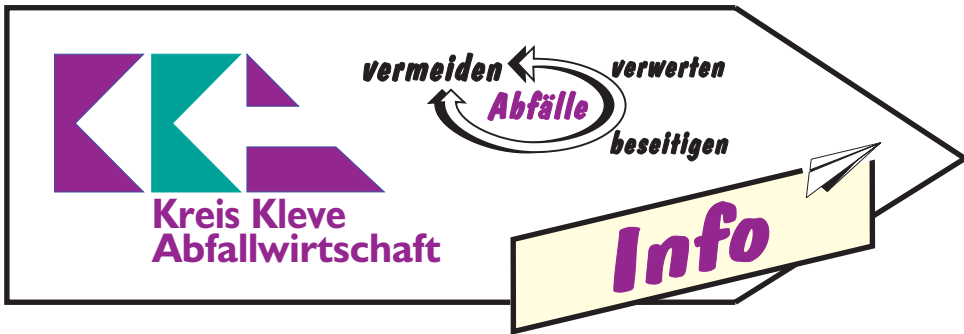 vermeiden
verwerten
Abfälle
beseitigen
Kreis Kleve
Abfallwirtschaft
Info